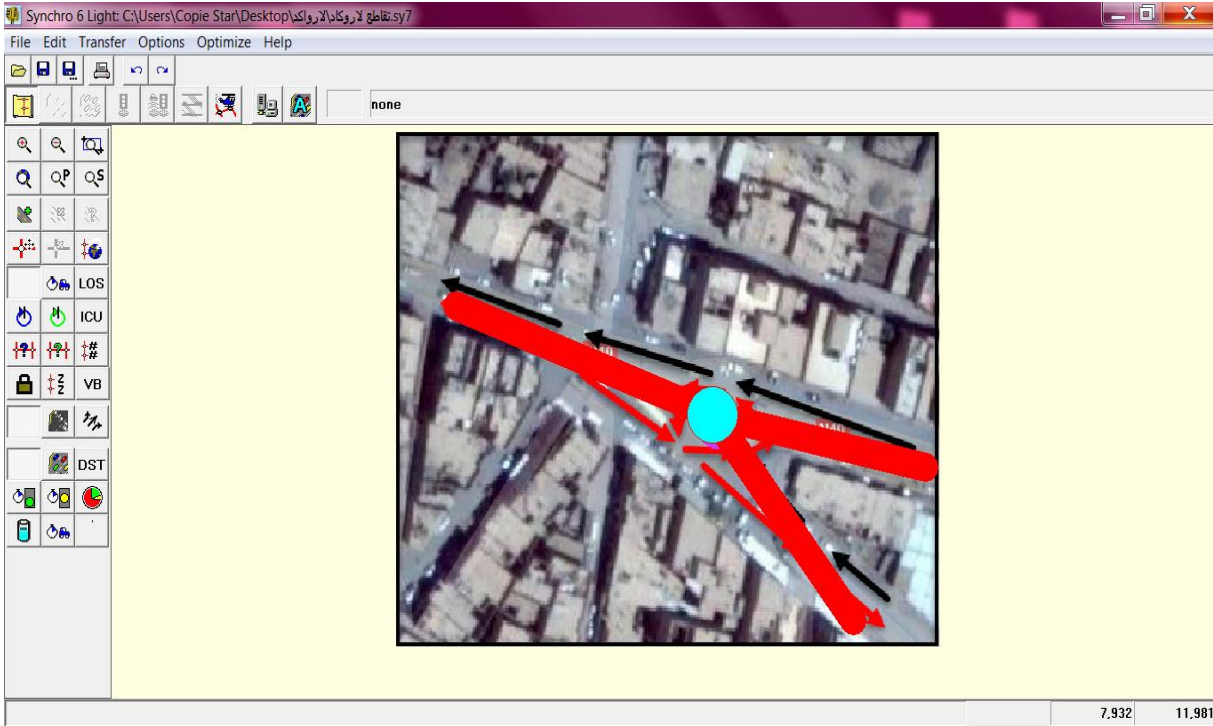 Synchro 6 Light: C:\Users\Copie Star\Desktop\تقاطع لاروكاد\لارواكد.sy7
File Edit Transfer Options Optimize Help
none
P S
LOS
ICU
##
Z Z VB
DST
1140
7,932 11,981